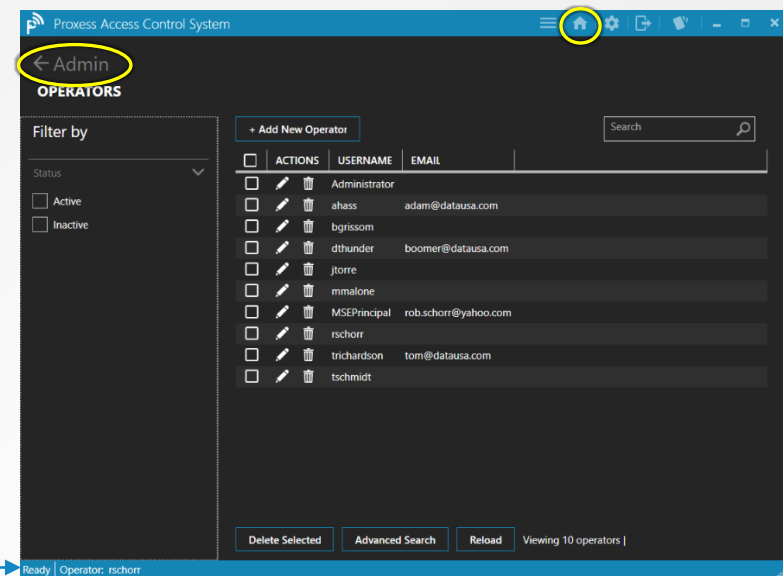 Proxess Access Control System
Admin
OPERATORS
Filter by
Status
Active
Inactive
+ Add New Operator
Search
ACTIONS USERNAME EMAIL
Administrator
ahass adam@datausa.com
bgrissom
dthunder boomer@datausa.com
jtorre
mmalone
MSEPrincipal rob.schorr@yahoo.com
rschorr
trichardson tom@datausa.com
tschmidt
Delete Selected Advanced Search Reload Viewing 10 operators |
Ready Operator: rschorr